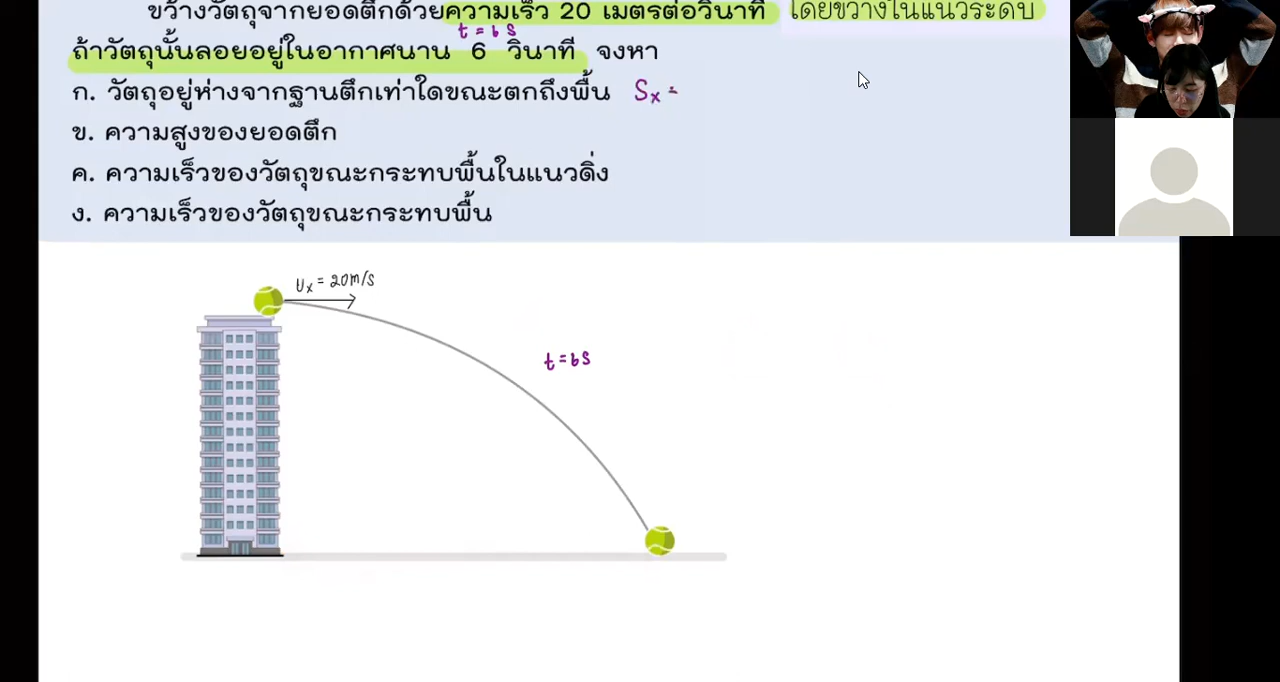 ขว้างวัตถุจากยอดตึกด้วยความเร็ว 20 เมตรต่อวินาที โดยขว้างในแนวระดับ
t = 6 s
ถ้าวัตถุนั้นลอยอยู่ในอากาศนาน 6 วินาที จงหา
ก. วัตถุอยู่ห่างจากฐานตึกเท่าใดขณะตกถึงพื้น Sx =
ข. ความสูงของยอดตึก
ค. ความเร็วของวัตถุขณะกระทบพื้นในแนวดิ่ง
ง. ความเร็วของวัตถุขณะกระทบพื้น
Ux = 20m/s
t = 6s